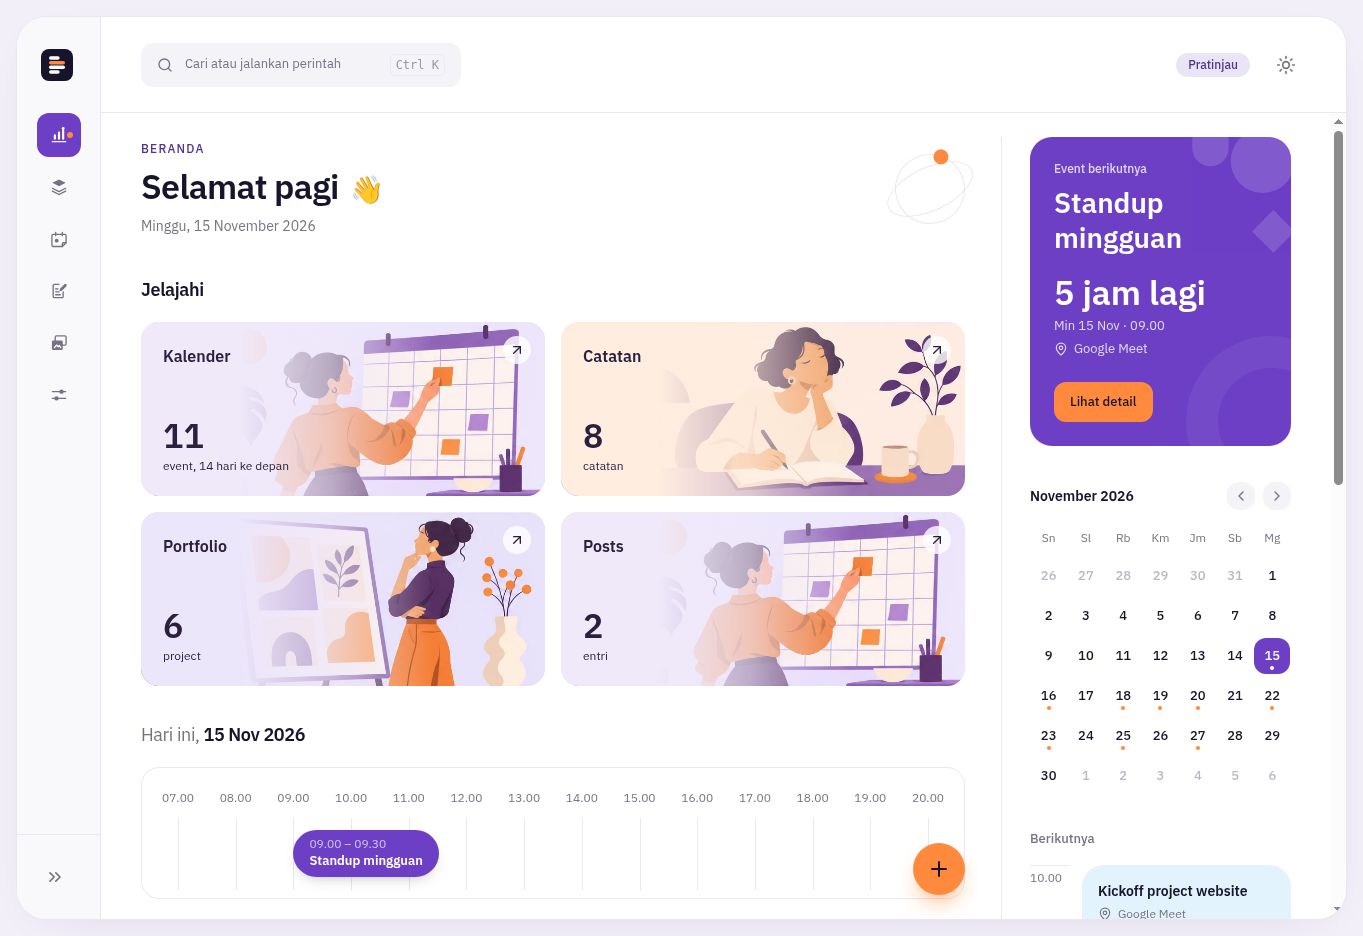 Cari atau jalankan perintah
Ctrl K
Pratinjau
BERANDA
Selamat pagi 👋
Minggu, 15 November 2026
Jelajahi
Kalender
11
event, 14 hari ke depan
Catatan
8
catatan
Portfolio
6
project
Posts
2
entri
Hari ini, 15 Nov 2026
07.00 08.00 09.00 10.00 11.00 12.00 13.00 14.00 15.00 16.00 17.00 18.00 19.00 20.00
09.00 – 09.30
Standup mingguan
Event berikutnya
Standup
mingguan
5 jam lagi
Min 15 Nov · 09.00
Google Meet
Lihat detail
November 2026
Sn Sl Rb Km Jm Sb Mg
26 27 28 29 30 31 1
2 3 4 5 6 7 8
9 10 11 12 13 14 15
16 17 18 19 20 21 22
23 24 25 26 27 28 29
30 1 2 3 4 5 6
Berikutnya
10.00
Kickoff project website
Google Meet